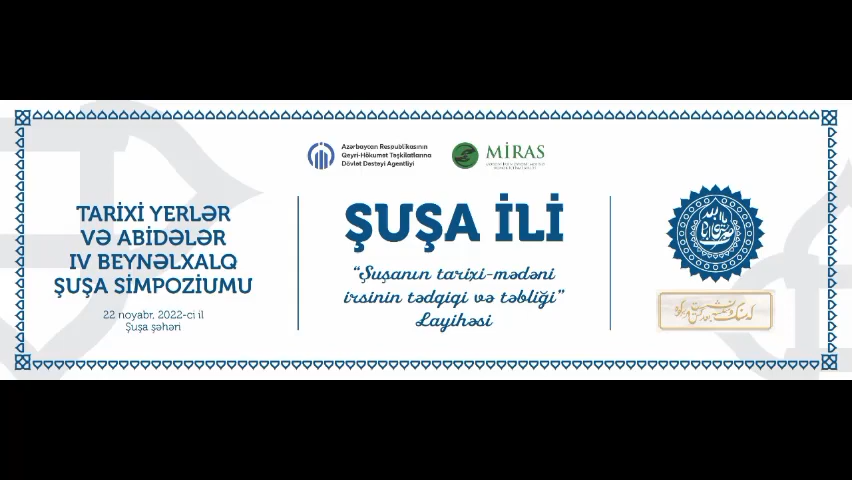 Azərbaycan Respublikasının
Qeyri-Hökumət Təşkilatlarına
Dövlət Dəstəyi Agentliyi
MİRAS
TARİXİ YERLƏR
VƏ ABİDƏLƏR
IV BEYNƏLXALQ
ŞUŞA SİMPOZİUMU
22 noyabr, 2022-ci il
Şuşa şəhəri
ŞUŞA İLİ
“Şuşanın tarixi-mədəni
irsinin tədqiqi və təbliği”
Layihəsi